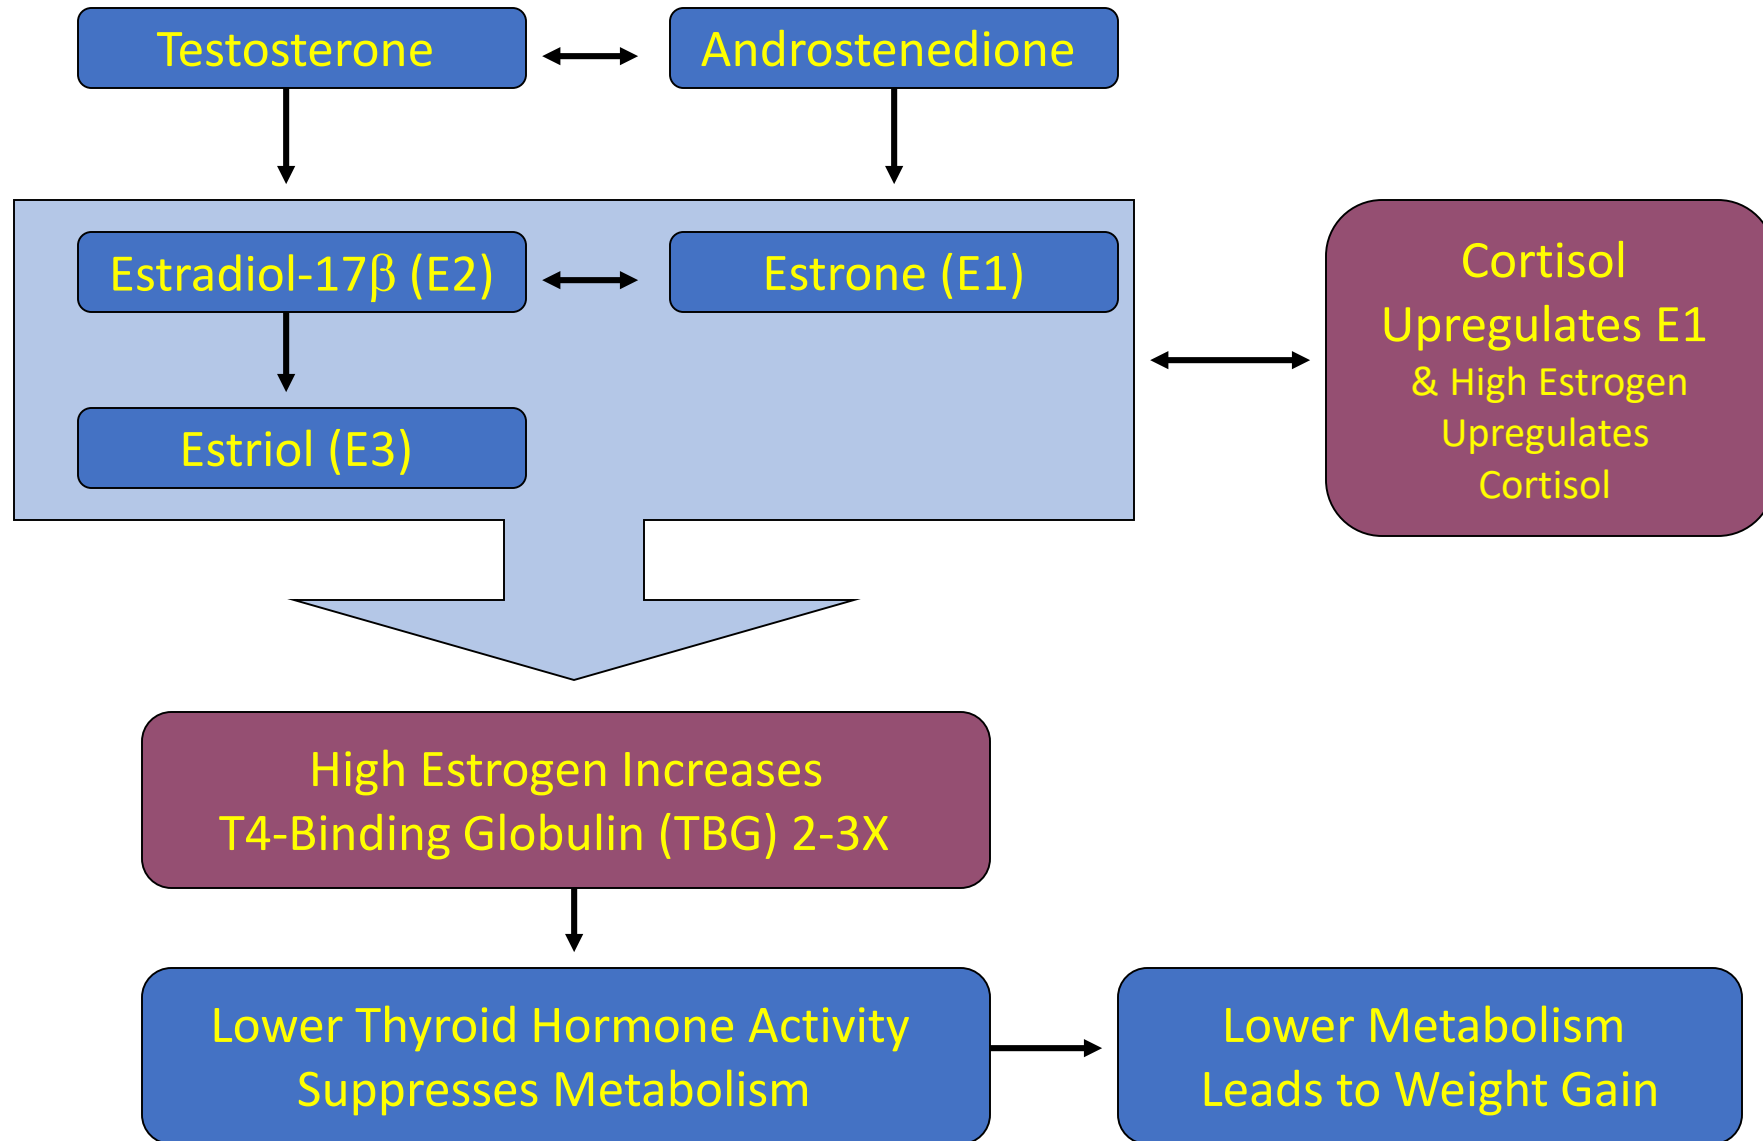 Testosterone
Androstenedione
Estradiol-17β (E2)
Estrone (E1)
Estriol (E3)
Cortisol
Upregulates E1
& High Estrogen
Upregulates
Cortisol
High Estrogen Increases
T4-Binding Globulin (TBG) 2-3X
Lower Thyroid Hormone Activity
Suppresses Metabolism
Lower Metabolism
Leads to Weight Gain